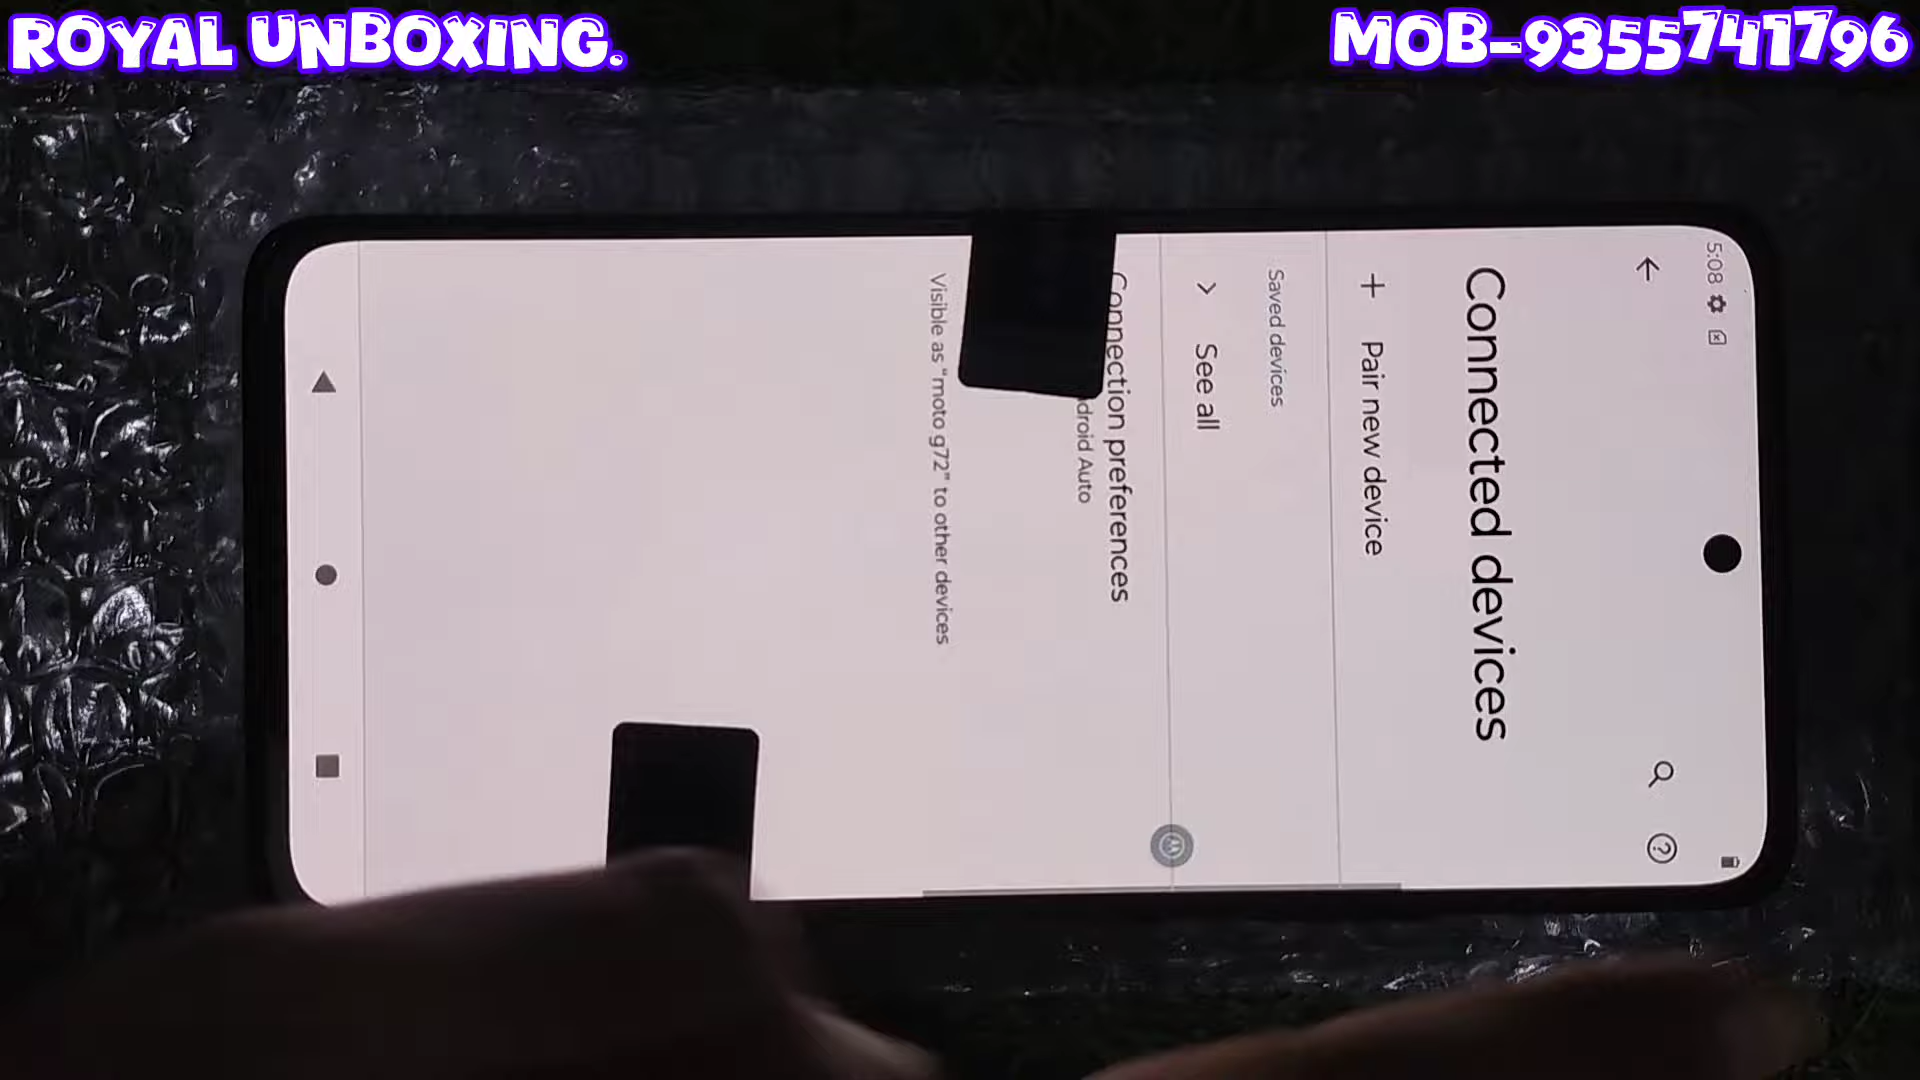 ROYAL UNBOXING.
MOB-9355741796
5:08
Connected devices
+ Pair new device
Saved devices
> See all
Connection preferences
droid Auto
Visible as "moto g72" to other devices